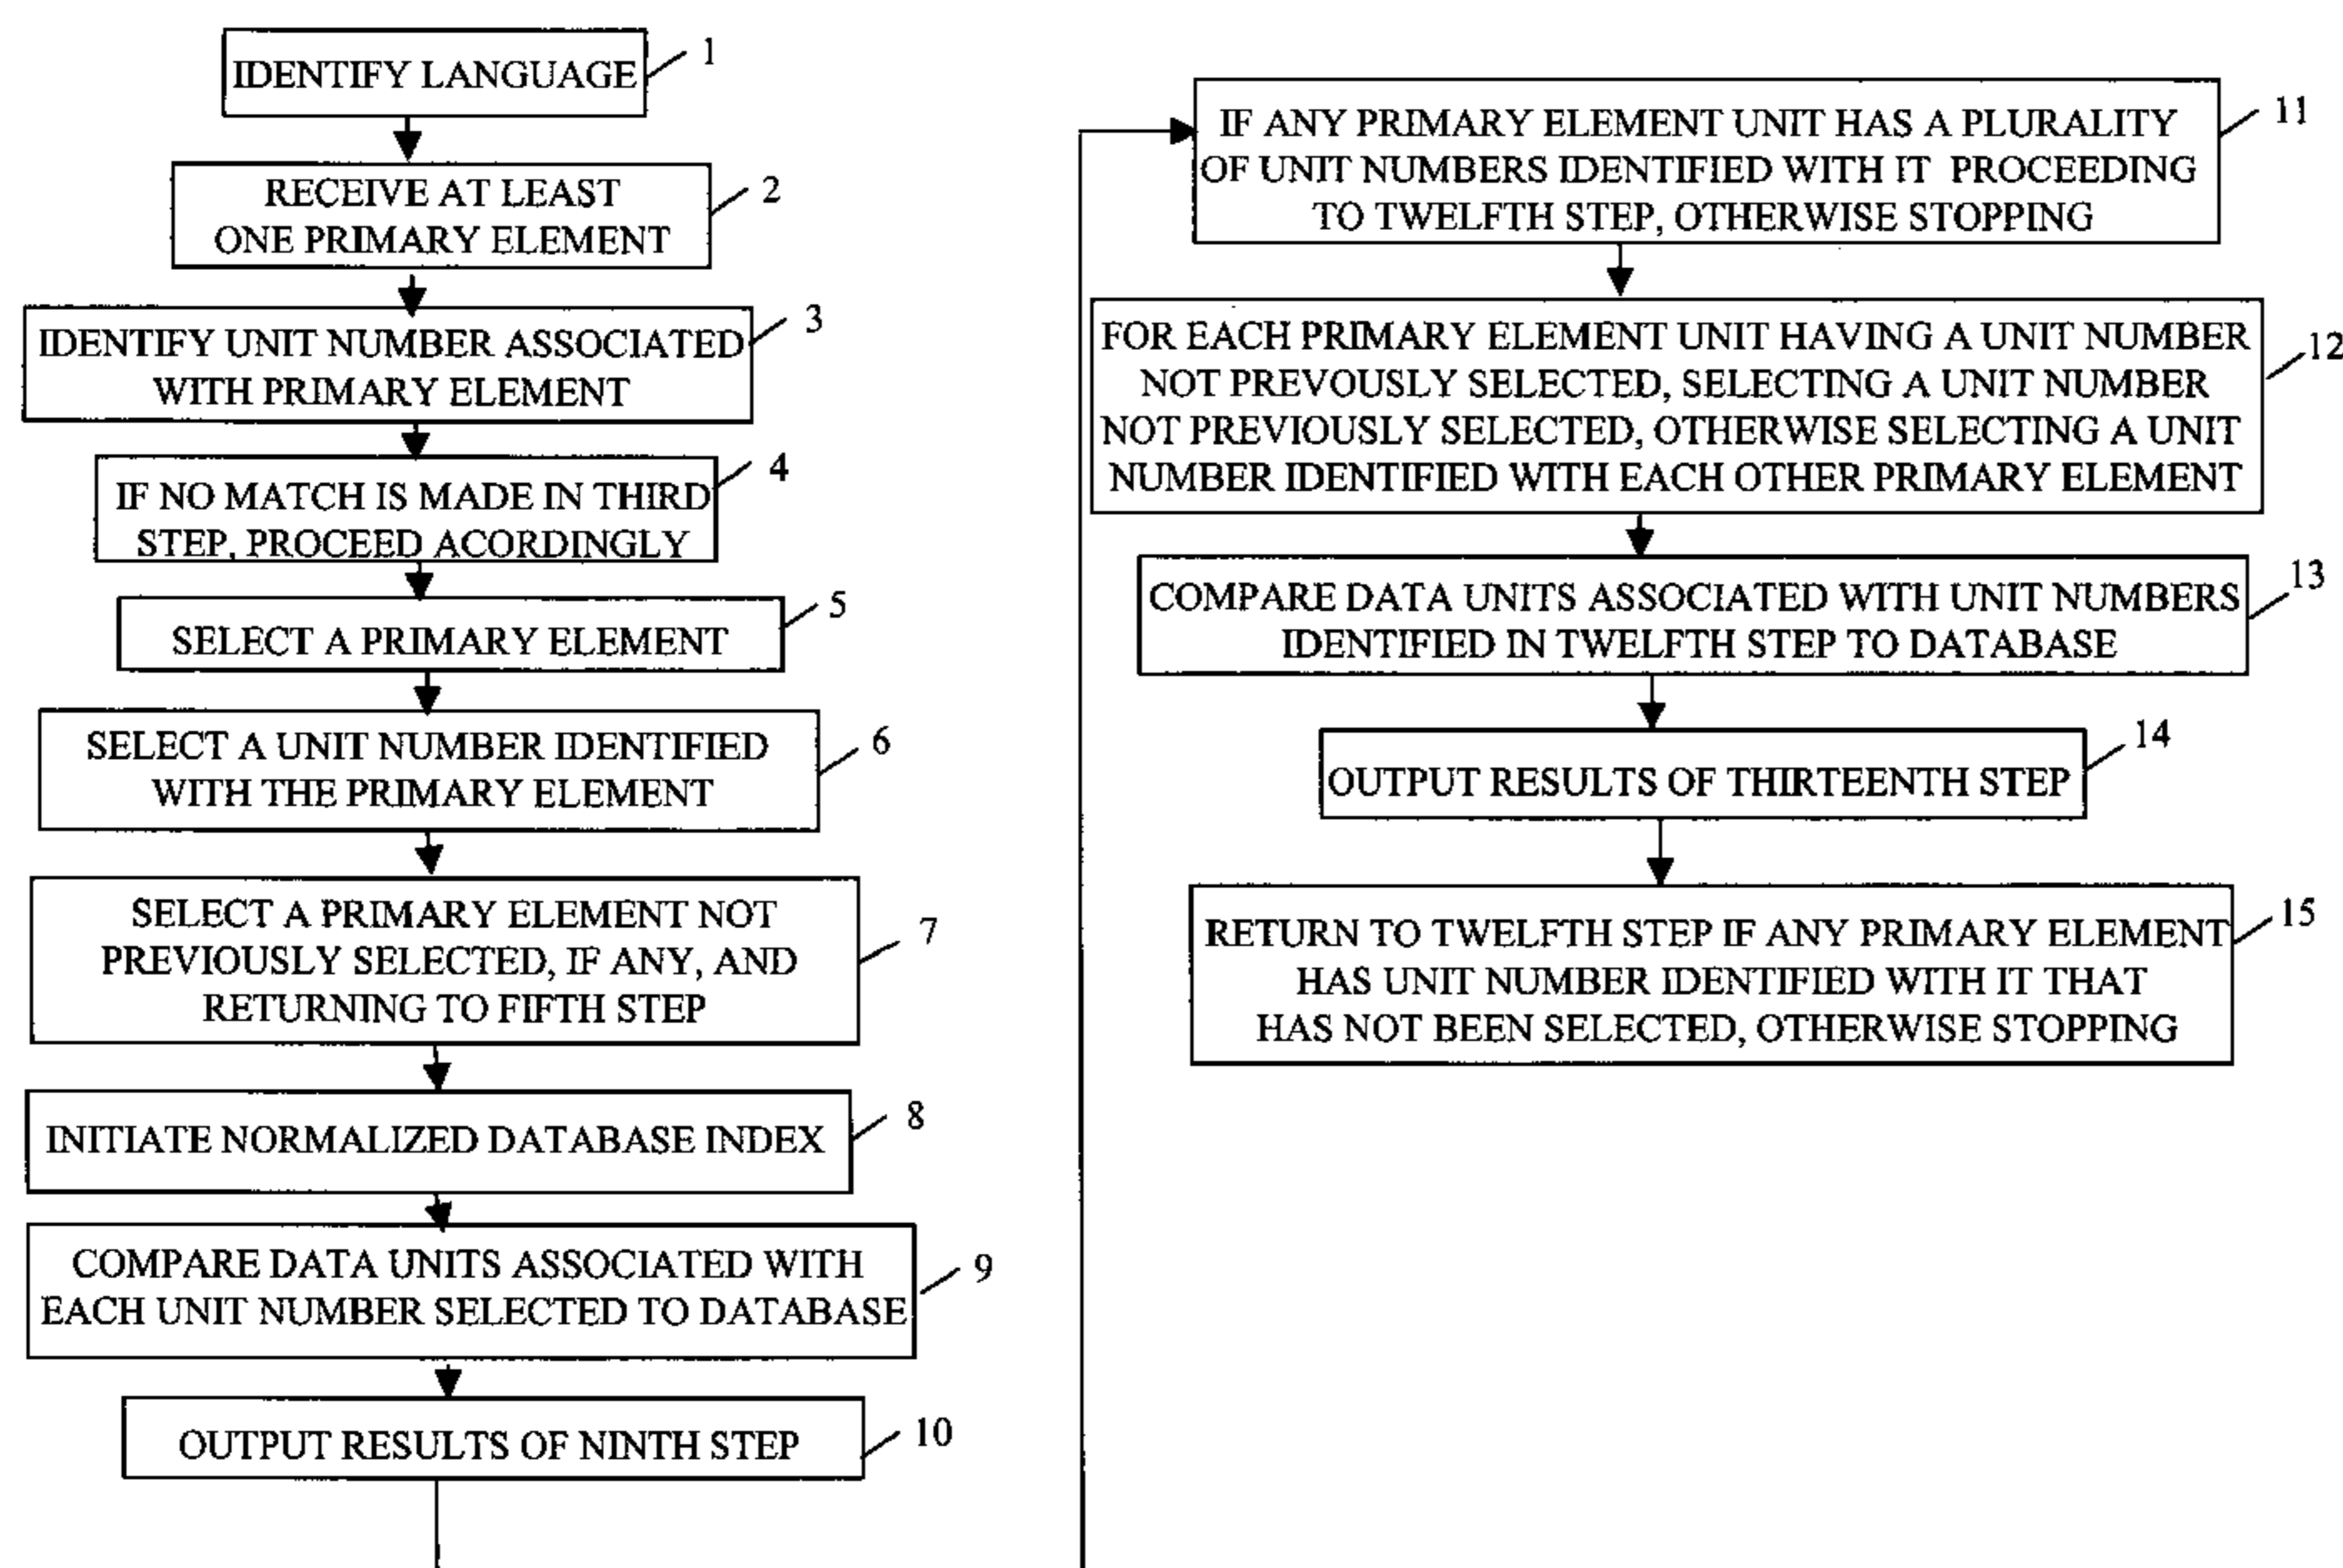 IDENTIFY LANGUAGE
1
RECEIVE AT LEAST
ONE PRIMARY ELEMENT
2
IDENTIFY UNIT NUMBER ASSOCIATED
WITH PRIMARY ELEMENT
3
IF NO MATCH IS MADE IN THIRD
STEP, PROCEED ACORDINGLY
4
SELECT A PRIMARY ELEMENT
5
SELECT A UNIT NUMBER IDENTIFIED
WITH THE PRIMARY ELEMENT
6
SELECT A PRIMARY ELEMENT NOT
PREVIOUSLY SELECTED, IF ANY, AND
RETURNING TO FIFTH STEP
7
INITIATE NORMALIZED DATABASE INDEX
8
COMPARE DATA UNITS ASSOCIATED WITH
EACH UNIT NUMBER SELECTED TO DATABASE
9
OUTPUT RESULTS OF NINTH STEP
10
IF ANY PRIMARY ELEMENT UNIT HAS A PLURALITY
OF UNIT NUMBERS IDENTIFIED WITH IT PROCEEDING
TO TWELFTH STEP, OTHERWISE STOPPING
11
FOR EACH PRIMARY ELEMENT UNIT HAVING A UNIT NUMBER
NOT PREVOUSLY SELECTED, SELECTING A UNIT NUMBER
NOT PREVIOUSLY SELECTED, OTHERWISE SELECTING A UNIT
NUMBER IDENTIFIED WITH EACH OTHER PRIMARY ELEMENT
12
COMPARE DATA UNITS ASSOCIATED WITH UNIT NUMBERS
IDENTIFIED IN TWELFTH STEP TO DATABASE
13
OUTPUT RESULTS OF THIRTEENTH STEP
14
RETURN TO TWELFTH STEP IF ANY PRIMARY ELEMENT
HAS UNIT NUMBER IDENTIFIED WITH IT THAT
HAS NOT BEEN SELECTED, OTHERWISE STOPPING
15